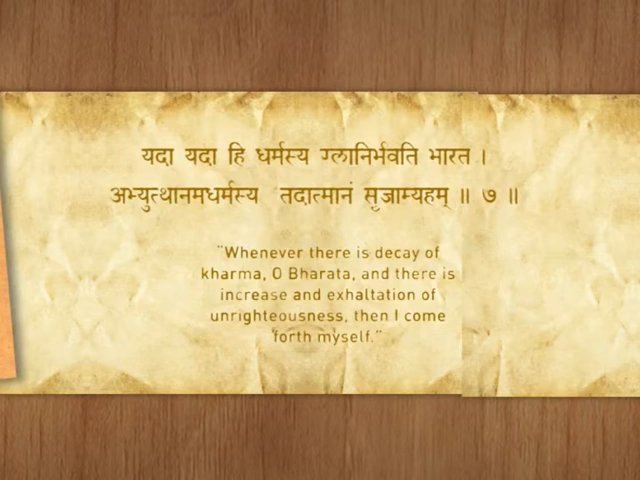 यदा यदा हि धर्मस्य ग्लानिर्भवति भारत ।
अभ्युत्थानमधर्मस्य तदात्मानं सृजाम्यहम् ॥ ७ ॥
"Whenever there is decay of
kharma, O Bharata, and there is
increase and exhaltation of
unrighteousness, then I come
forth myself."